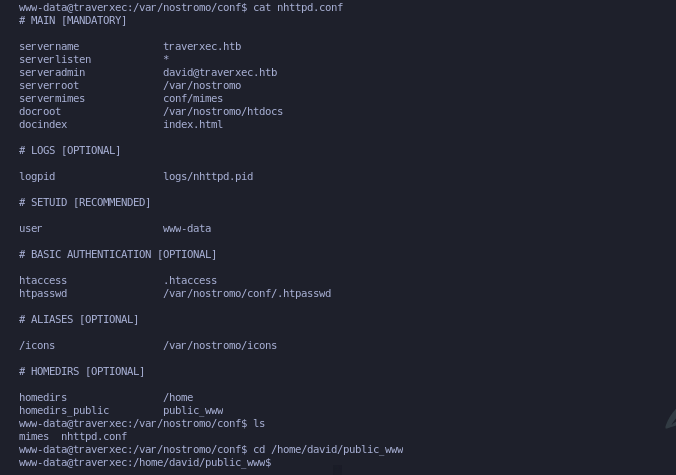 www-data@traverxec:/var/nostromo/conf$ cat nhttpd.conf
# MAIN [MANDATORY]
servername traverxec.htb
serverlisten *
serveradmin david@traverxec.htb
serverroot /var/nostromo
servermimes conf/mimes
docroot /var/nostromo/htdocs
docindex index.html
# LOGS [OPTIONAL]
logpid logs/nhttpd.pid
# SETUID [RECOMMENDED]
user www-data
# BASIC AUTHENTICATION [OPTIONAL]
htaccess .htaccess
htpasswd /var/nostromo/conf/.htpasswd
# ALIASES [OPTIONAL]
/icons /var/nostromo/icons
# HOMEDIRS [OPTIONAL]
homedirs /home
homedirs_public public_www
www-data@traverxec:/var/nostromo/conf$ ls
mimes nhttpd.conf
www-data@traverxec:/var/nostromo/conf$ cd /home/david/public_www
www-data@traverxec:/home/david/public_www$